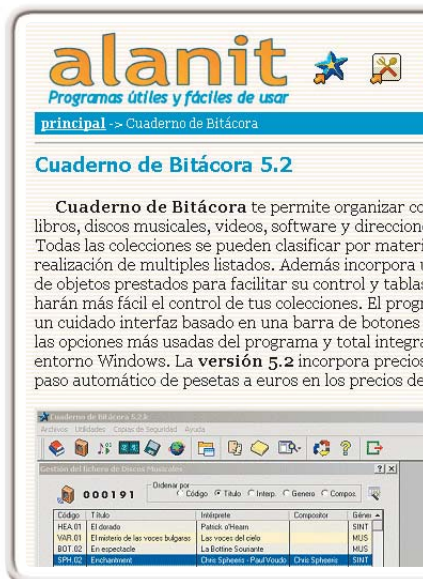 alanit
Programas útiles y fáciles de usar
principal -> Cuaderno de Bitácora
Cuaderno de Bitácora 5.2
Cuaderno de Bitácora te permite organizar co
libros, discos musicales, videos, software y direccione
Todas las colecciones se pueden clasificar por materi
realización de multiples listados. Además incorpora u
de objetos prestados para facilitar su control y tablas
harán más fácil el control de tus colecciones. El progr
un cuidado interfaz basado en una barra de botones
las opciones más usadas del programa y total integra
entorno Windows. La versión 5.2 incorpora precios
paso automático de pesetas a euros en los precios de
Cuaderno de Bitácora 5.2.a
Archivos Utilidades Copias de Seguridad Ayuda
Gestión del fichero de Discos Musicales
000191
Ordenar por
Código Título Interp. Genero Compos.
Código Título Intérprete Compositor Géner
HEA.01 El dorado Patrick o'Hearn SINT
VAR.01 El misterio de las voces bulgaras Las voces del cielo MUS
BOT.02 En espectacle La Bottine Souriante MUS
SPH.02 Enchantment Chris Spheeris - Paul Voudo Chris Spheeris SINT